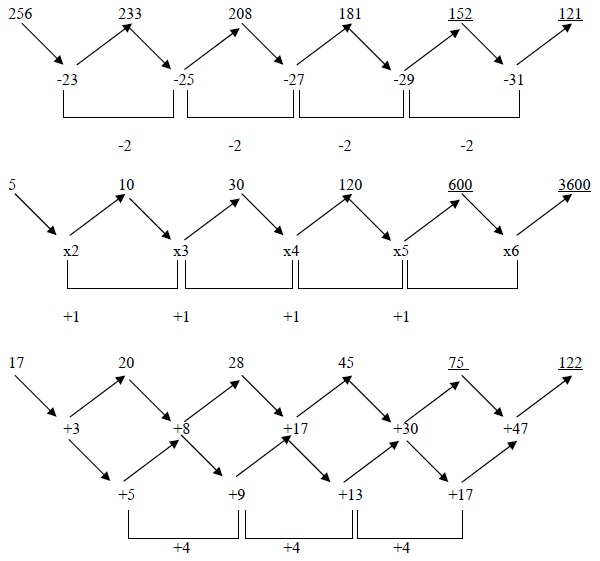 256 233 208 181 152 121
-23 -25 -27 -29 -31
-2 -2 -2 -2
5 10 30 120 600 3600
x2 x3 x4 x5 x6
+1 +1 +1 +1
17 20 28 45 75 122
+3 +8 +17 +30 +47
+5 +9 +13 +17
+4 +4 +4